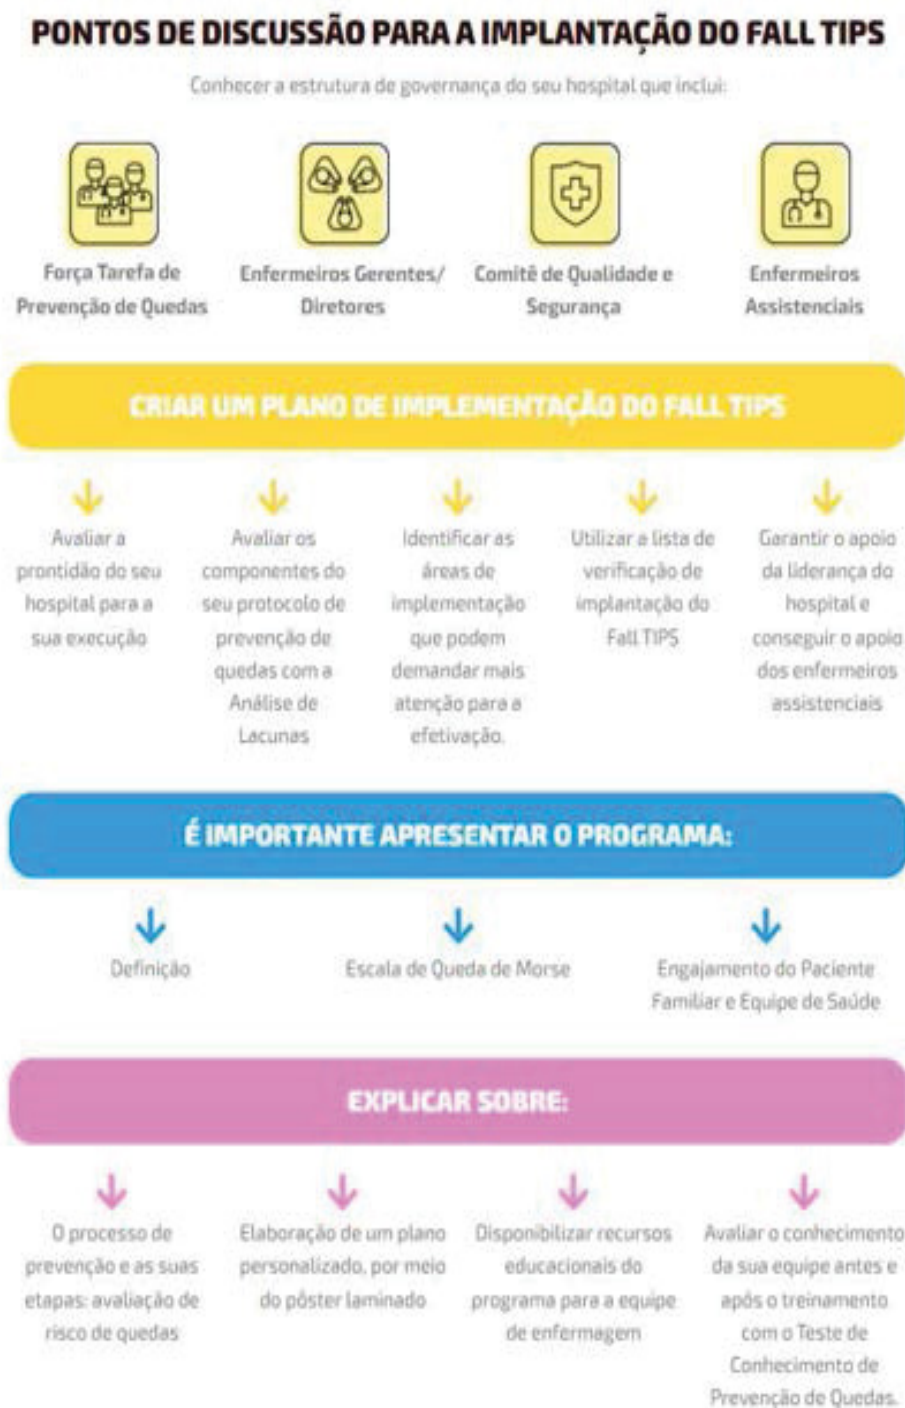 PONTOS DE DISCUSSÃO PARA A IMPLANTAÇÃO DO FALL TIPS
Conhecer a estrutura de governança do seu hospital que inclui:
Força Tarefa de
Prevenção de Quedas
Enfermeiros Gerentes/
Diretores
Comitê de Qualidade e
Segurança
Enfermeiros
Assistenciais
CRIAR UM PLANO DE IMPLEMENTAÇÃO DO FALL TIPS
Avaliar a
prontidão do seu
hospital para a
sua execução
Avaliar os
componentes do
seu protocolo de
prevenção de
quedas com a
Análise de
Lacunas
Identificar as
áreas de
implementação
que podem
demandar mais
atenção para a
efetivação.
Utilizar a lista de
verificação de
implantação do
Fall TIPS
Garantir o apoio
da liderança do
hospital e
conseguir o apoio
dos enfermeiros
assistenciais
É IMPORTANTE APRESENTAR O PROGRAMA:
Definição
Escala de Queda de Morse
Engajamento do Paciente
Familiar e Equipe de Saúde
EXPLICAR SOBRE:
O processo de
prevenção e as suas
etapas: avaliação de
risco de quedas
Elaboração de um plano
personalizado, por meio
do pôster laminado
Disponibilizar recursos
educacionais do
programa para a equipe
de enfermagem
Avaliar o conhecimento
da sua equipe antes e
após o treinamento
com o Teste de
Conhecimento de
Prevenção de Quedas.